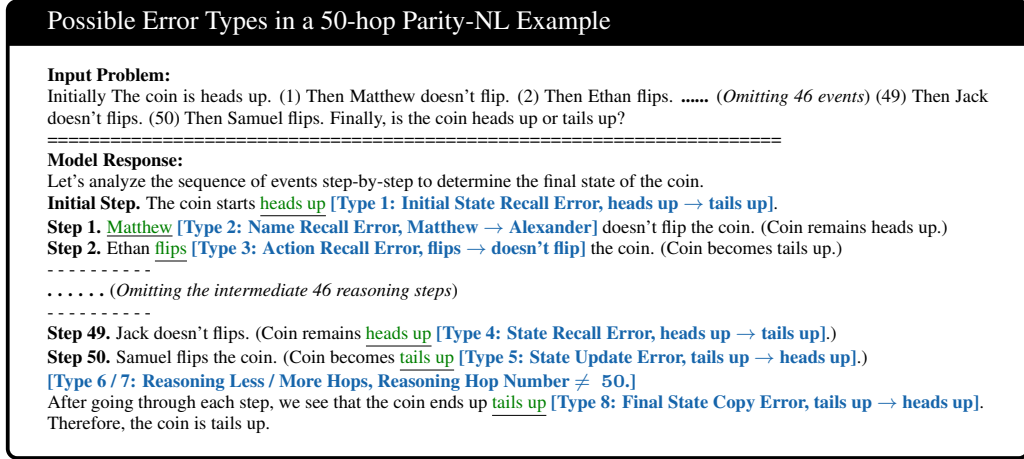 Possible Error Types in a 50-hop Parity-NL Example
Input Problem:
Initially The coin is heads up. (1) Then Matthew doesn't flip. (2) Then Ethan flips. ...... (Omitting 46 events) (49) Then Jack
doesn't flips. (50) Then Samuel flips. Finally, is the coin heads up or tails up?
======================================================================
Model Response:
Let's analyze the sequence of events step-by-step to determine the final state of the coin.
Initial Step. The coin starts heads up [Type 1: Initial State Recall Error, heads up → tails up].
Step 1. Matthew [Type 2: Name Recall Error, Matthew → Alexander] doesn't flip the coin. (Coin remains heads up.)
Step 2. Ethan flips [Type 3: Action Recall Error, flips → doesn't flip] the coin. (Coin becomes tails up.)
- - - - - - - - - -
. . . . . . (Omitting the intermediate 46 reasoning steps)
- - - - - - - - - -
Step 49. Jack doesn't flips. (Coin remains heads up [Type 4: State Recall Error, heads up → tails up].)
Step 50. Samuel flips the coin. (Coin becomes tails up [Type 5: State Update Error, tails up → heads up].)
[Type 6 / 7: Reasoning Less / More Hops, Reasoning Hop Number ≠ 50.]
After going through each step, we see that the coin ends up tails up [Type 8: Final State Copy Error, tails up → heads up].
Therefore, the coin is tails up.